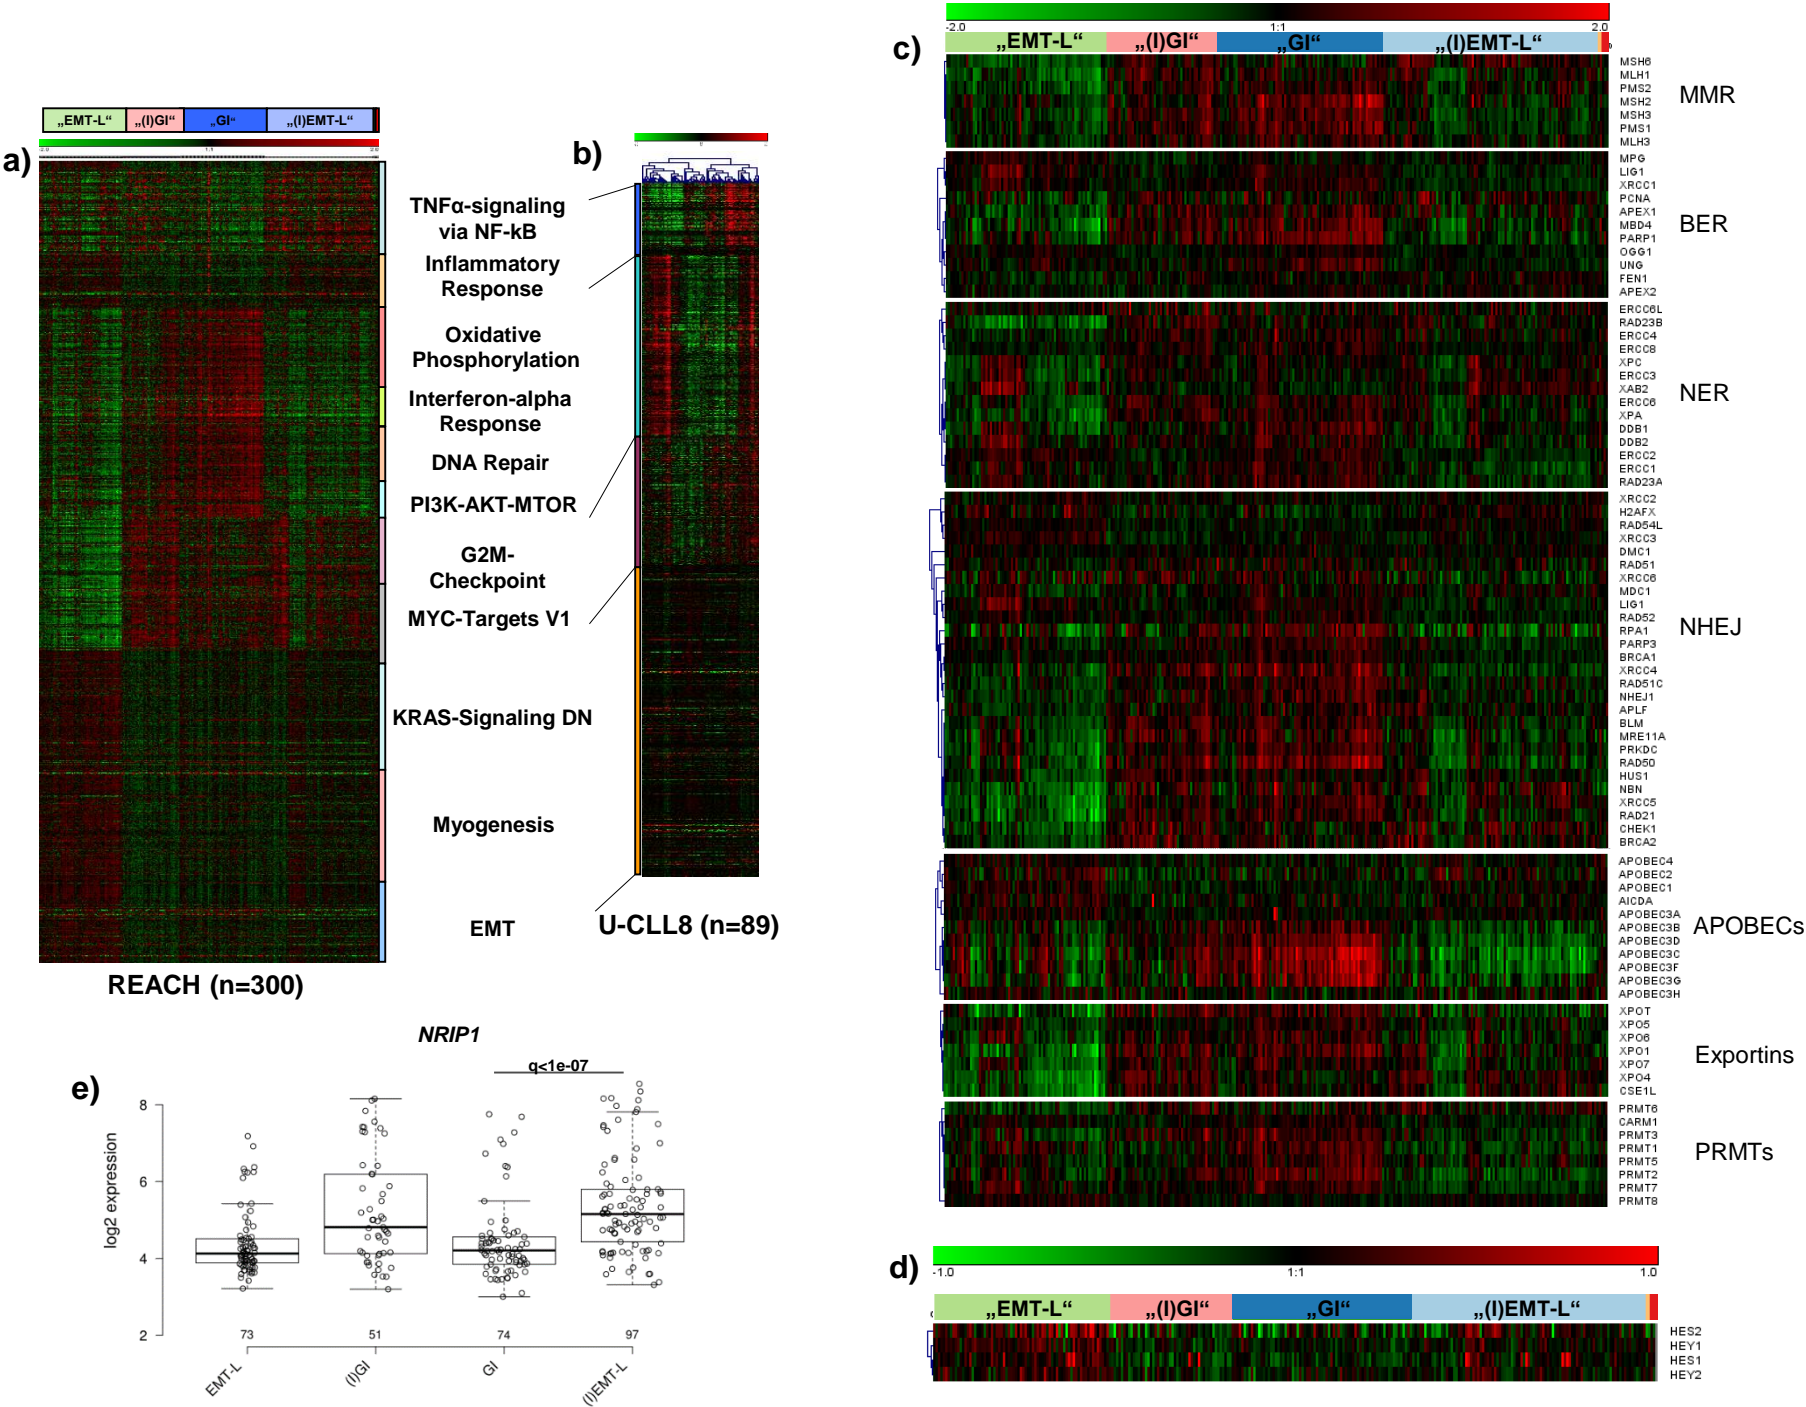 a)
„EMT-L“
„(I)GI“
„GI“
„(I)EMT-L“
-2.0
1:1
2.0
REACH (n=300)
TNFα-signaling
via NF-kB
Inflammatory
Response
Oxidative
Phosphorylation
Interferon-alpha
Response
DNA Repair
PI3K-AKT-MTOR
G2M-
Checkpoint
MYC-Targets V1
KRAS-Signaling DN
Myogenesis
EMT
b)
U-CLL8 (n=89)
c)
-2.0
1:1
2.0
„EMT-L“
„(I)GI“
„GI“
„(I)EMT-L“
MSH6
MLH1
PMS2
MSH2
MSH3
PMS1
MLH3
MMR
MPG
LIG1
XRCC1
PCNA
APEX1
MBD4
PARP1
OGG1
UNG
FEN1
APEX2
BER
ERCC6L
RAD23B
ERCC4
ERCC8
XPC
ERCC3
XAB2
ERCC6
XPA
DDB1
DDB2
ERCC2
ERCC1
RAD23A
NER
XRCC2
H2AFX
RAD54L
XRCC3
DMC1
RAD51
XRCC6
MDC1
LIG1
RAD52
RPA1
PARP3
BRCA1
XRCC4
RAD51C
NHEJ1
APLF
BLM
MRE11A
PRKDC
RAD50
HUS1
NBN
XRCC5
RAD21
CHEK1
BRCA2
NHEJ
APOBEC4
APOBEC2
APOBEC1
AICDA
APOBEC3A
APOBEC3B
APOBEC3D
APOBEC3C
APOBEC3F
APOBEC3G
APOBEC3H
APOBECs
XPOT
XPO5
XPO6
XPO1
XPO7
XPO4
CSE1L
Exportins
PRMT6
CARM1
PRMT3
PRMT1
PRMT5
PRMT2
PRMT7
PRMT8
PRMTs
d)
-1.0
1:1
1.0
„EMT-L“
„(I)GI“
„GI“
„(I)EMT-L“
HES2
HEY1
HES1
HEY2
e)
NRIP1
q<1e-07
log2 expression
8
6
4
2
73
51
74
97
EMT-L
(I)GI
GI
(I)EMT-L